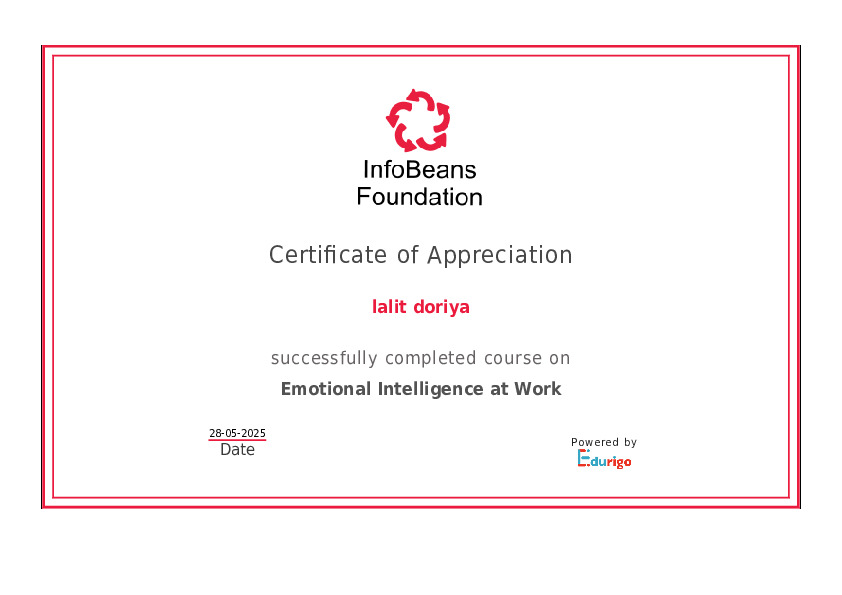 InfoBeans
Foundation
Certificate of Appreciation
lalit doriya
successfully completed course on
Emotional Intelligence at Work
28-05-2025
Date
Powered by
Edurigo